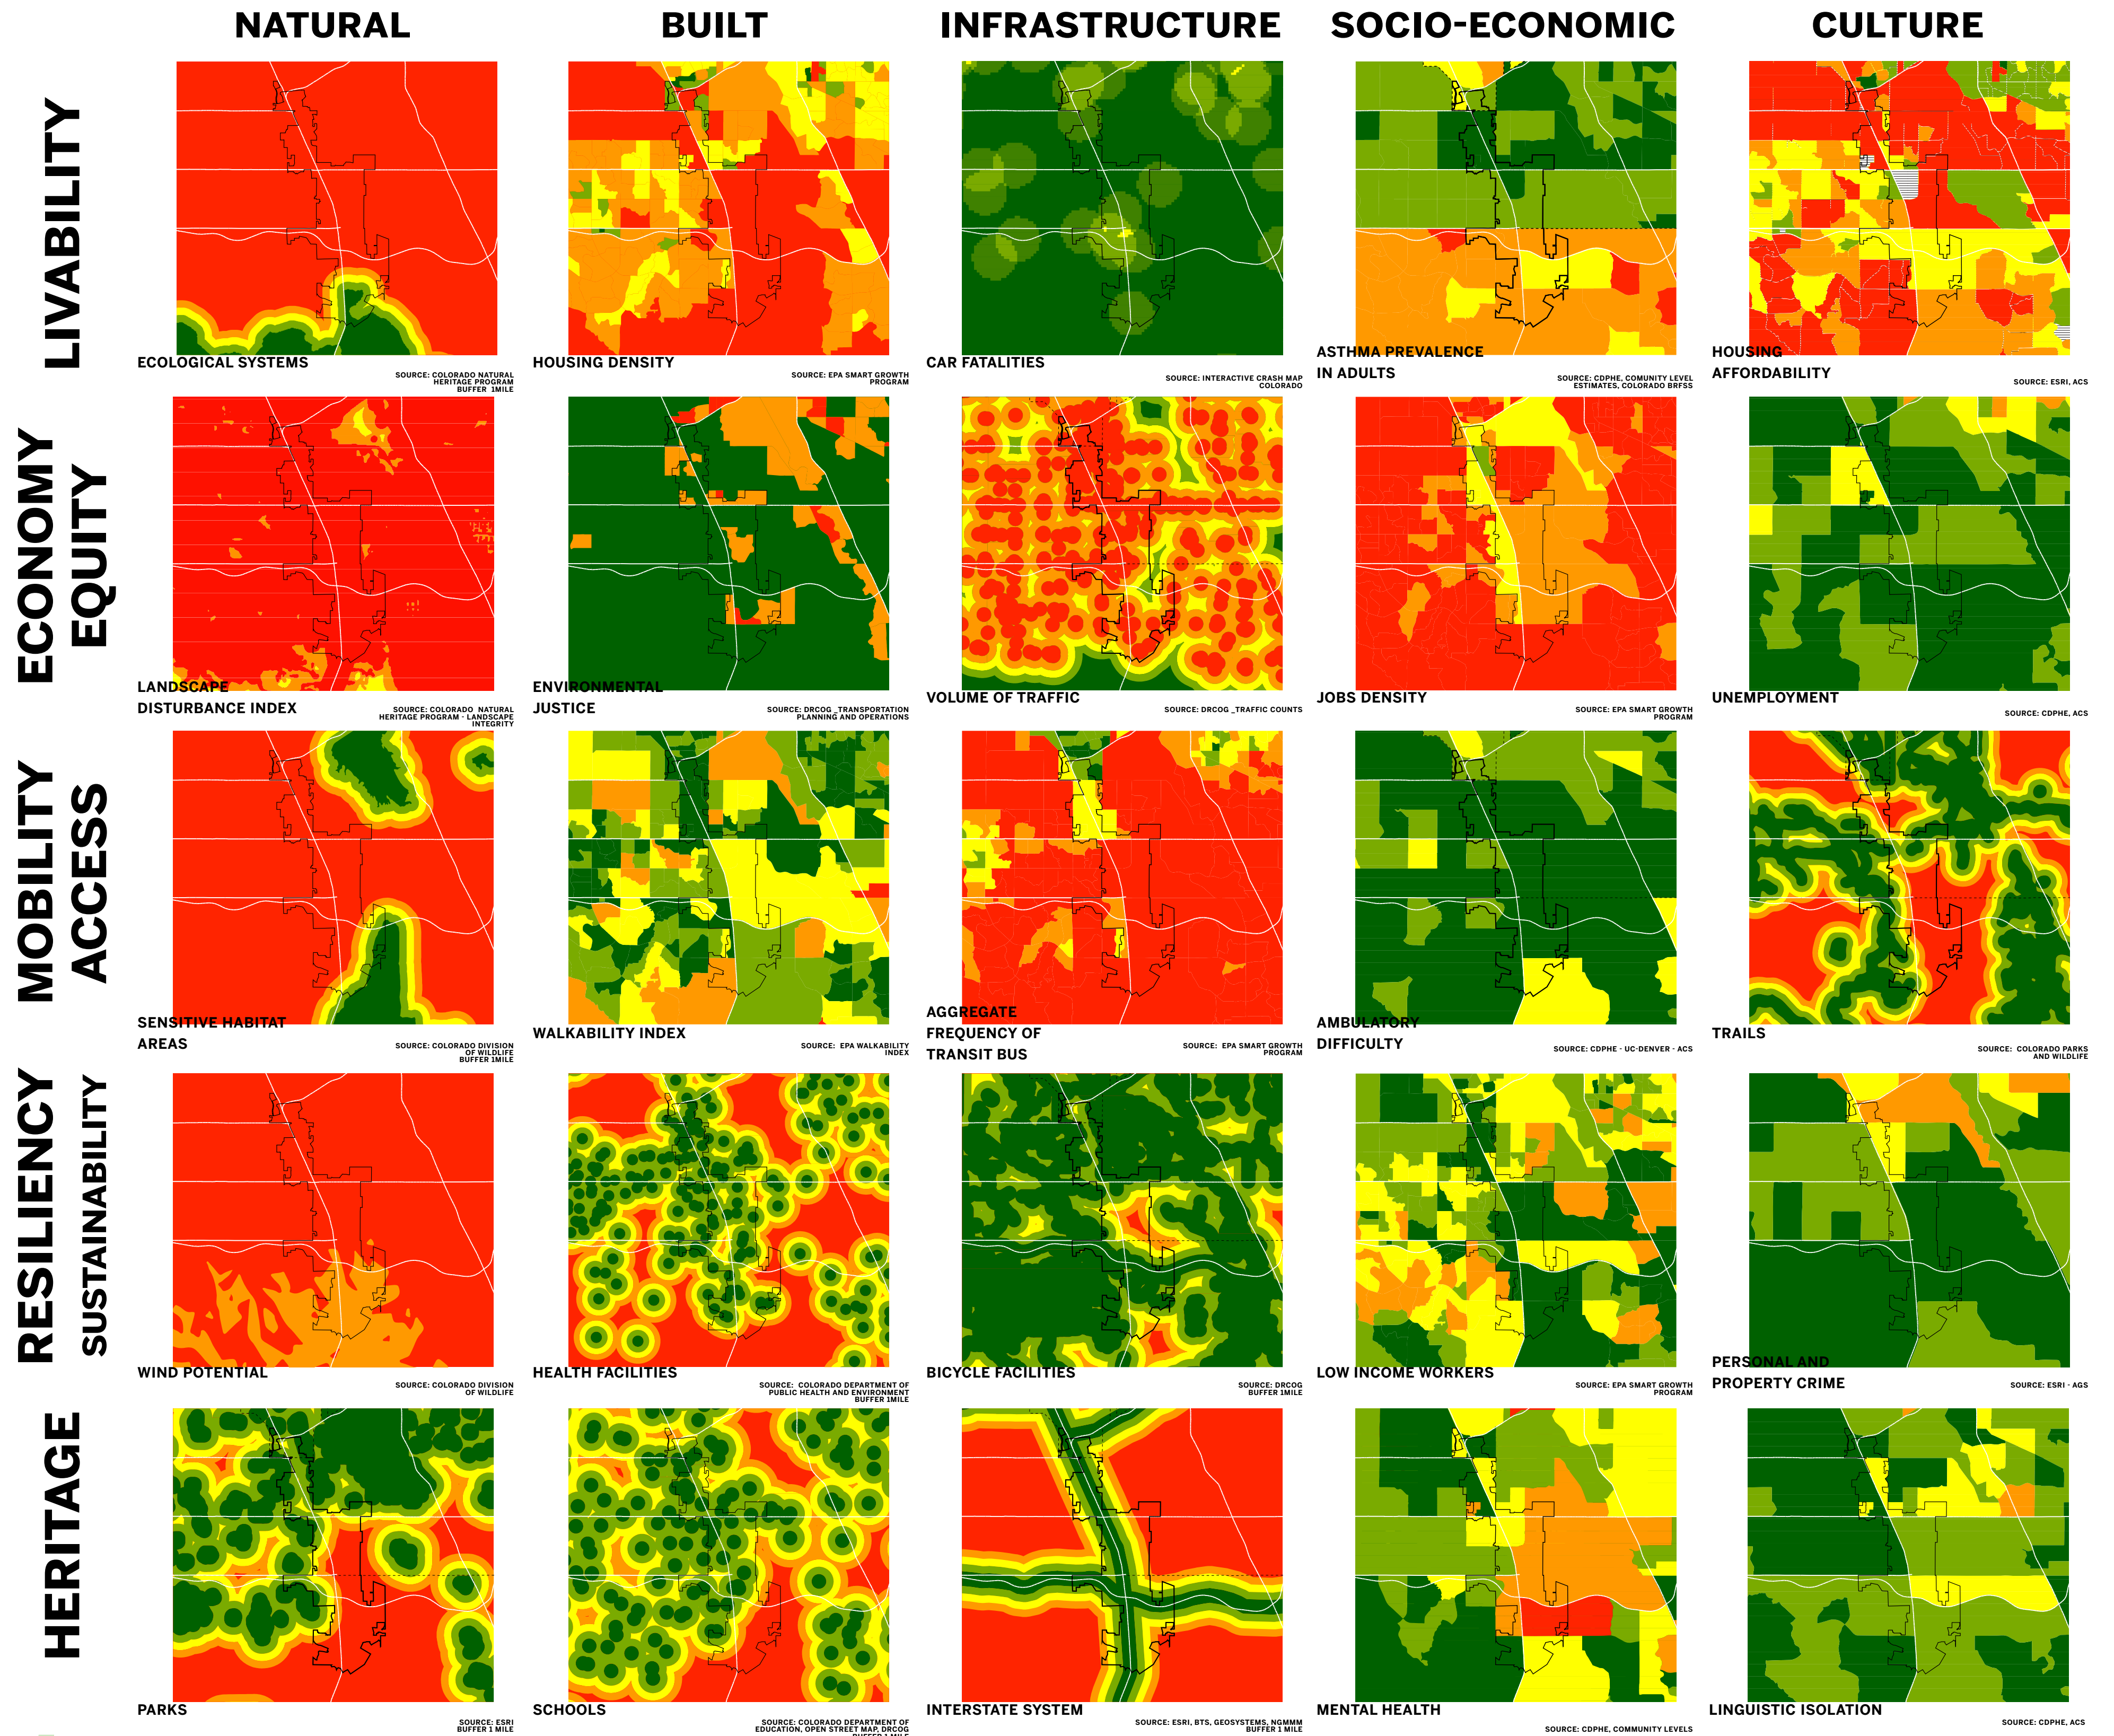 NATURAL
BUILT
INFRASTRUCTURE
SOCIO-ECONOMIC
CULTURE
LIVABILITY
ECOLOGICAL SYSTEMS
SOURCE: COLORADO NATURAL
HERITAGE PROGRAM
BUFFER 1MILE
HOUSING DENSITY
SOURCE: EPA SMART GROWTH
PROGRAM
CAR FATALITIES
SOURCE: INTERACTIVE CRASH MAP
COLORADO
ASTHMA PREVALENCE
IN ADULTS
SOURCE: CDPHE, COMUNITY LEVEL
ESTIMATES, COLORADO BRFSS
HOUSING
AFFORDABILITY
SOURCE: ESRI, ACS
ECONOMY
EQUITY
LANDSCAPE
DISTURBANCE INDEX
SOURCE: COLORADO NATURAL
HERITAGE PROGRAM - LANDSCAPE
INTEGRITY
ENVIRONMENTAL
JUSTICE
SOURCE: DRCOG _TRANSPORTATION
PLANNING AND OPERATIONS
VOLUME OF TRAFFIC
SOURCE: DRCOG _TRAFFIC COUNTS
JOBS DENSITY
SOURCE: EPA SMART GROWTH
PROGRAM
UNEMPLOYMENT
SOURCE: CDPHE, ACS
MOBILITY
ACCESS
SENSITIVE HABITAT
AREAS
SOURCE: COLORADO DIVISION
OF WILDLIFE
BUFFER 1MILE
WALKABILITY INDEX
SOURCE: EPA WALKABILITY
INDEX
AGGREGATE
FREQUENCY OF
TRANSIT BUS
SOURCE: EPA SMART GROWTH
PROGRAM
AMBULATORY
DIFFICULTY
SOURCE: CDPHE - UC-DENVER - ACS
TRAILS
SOURCE: COLORADO PARKS
AND WILDLIFE
RESILIENCY
SUSTAINABILITY
WIND POTENTIAL
SOURCE: COLORADO DIVISION
OF WILDLIFE
HEALTH FACILITIES
SOURCE: COLORADO DEPARTMENT OF
PUBLIC HEALTH AND ENVIRONMENT
BUFFER 1MILE
BICYCLE FACILITIES
SOURCE: DRCOG
BUFFER 1MILE
LOW INCOME WORKERS
SOURCE: EPA SMART GROWTH
PROGRAM
PERSONAL AND
PROPERTY CRIME
SOURCE: ESRI - AGS
HERITAGE
PARKS
SOURCE: ESRI
BUFFER 1 MILE
SCHOOLS
SOURCE: COLORADO DEPARTMENT OF
EDUCATION, OPEN STREET MAP, DRCOG
BUFFER 1 MILE
INTERSTATE SYSTEM
SOURCE: ESRI, BTS, GEOSYSTEMS, NGMMM
BUFFER 1 MILE
MENTAL HEALTH
SOURCE: CDPHE, COMMUNITY LEVELS
LINGUISTIC ISOLATION
SOURCE: CDPHE, ACS